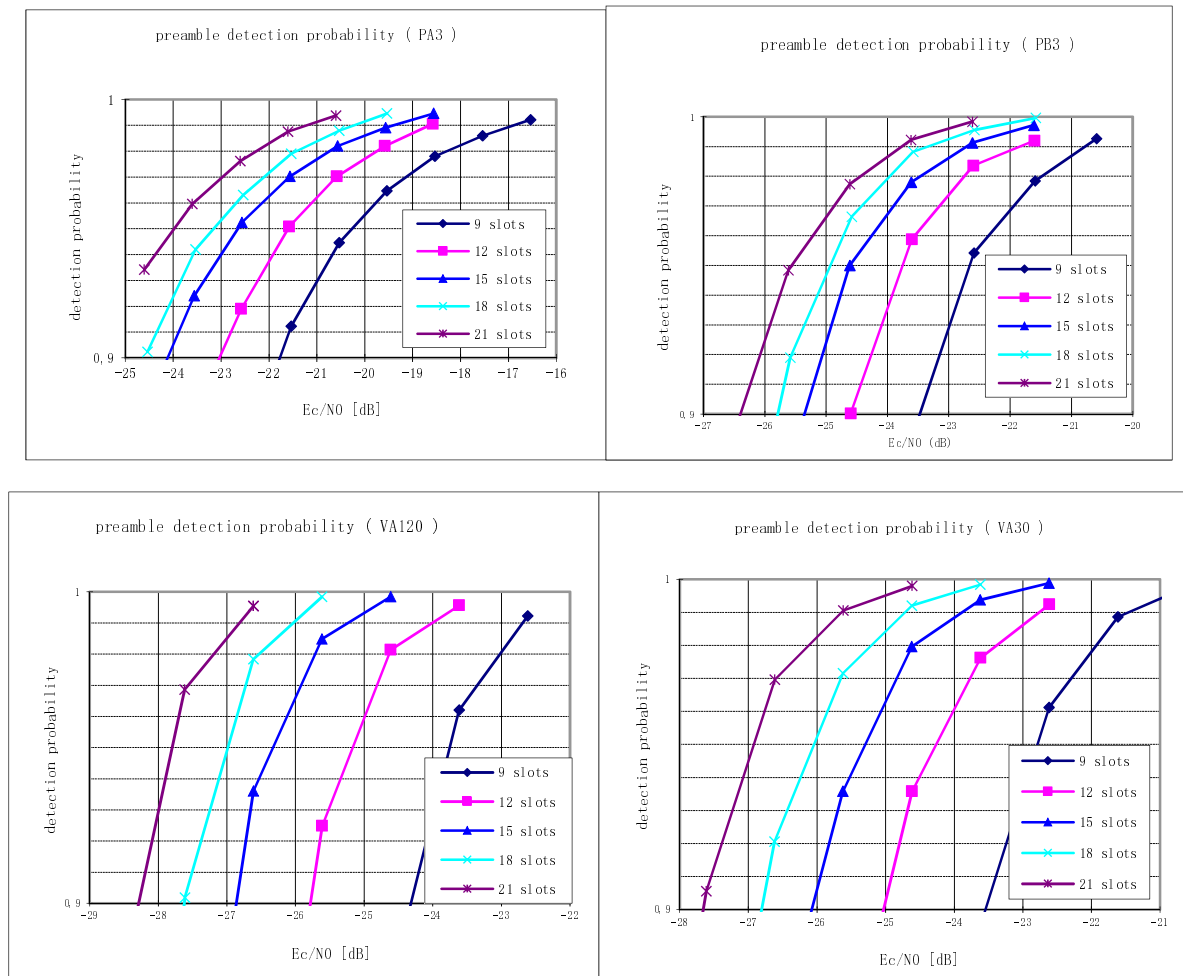 preamble detection probability ( PA3 )
1
0,9
detection probability
-25 -24 -23 -22 -21 -20 -19 -18 -17 -16
Ec/N0 [dB]
9 slots
12 slots
15 slots
18 slots
21 slots
preamble detection probability ( PB3 )
1
0,9
detection probability
-27 -26 -25 -24 -23 -22 -21 -20
Ec/N0 (dB)
9 slots
12 slots
15 slots
18 slots
21 slots
preamble detection probability ( VA120 )
1
0,9
detection probability
-29 -28 -27 -26 -25 -24 -23 -22
Ec/N0 [dB]
9 slots
12 slots
15 slots
18 slots
21 slots
preamble detection probability ( VA30 )
1
0,9
detection probability
-28 -27 -26 -25 -24 -23 -22 -21
Ec/N0 [dB]
9 slots
12 slots
15 slots
18 slots
21 slots